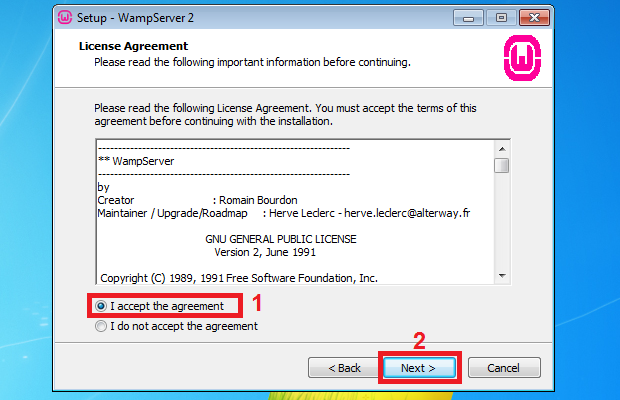 Setup - WampServer 2
License Agreement
Please read the following important information before continuing.
Please read the following License Agreement. You must accept the terms of this
agreement before continuing with the installation.
------------------------------------------------------------
** WampServer
------------------------------------------------------------
by
Creator : Romain Bourdon
Maintainer / Upgrade/Roadmap : Herve Leclerc - herve.leclerc@alterway.fr
GNU GENERAL PUBLIC LICENSE
Version 2, June 1991
Copyright (C) 1989, 1991 Free Software Foundation, Inc.
I accept the agreement 1
I do not accept the agreement
2
< Back Next > Cancel